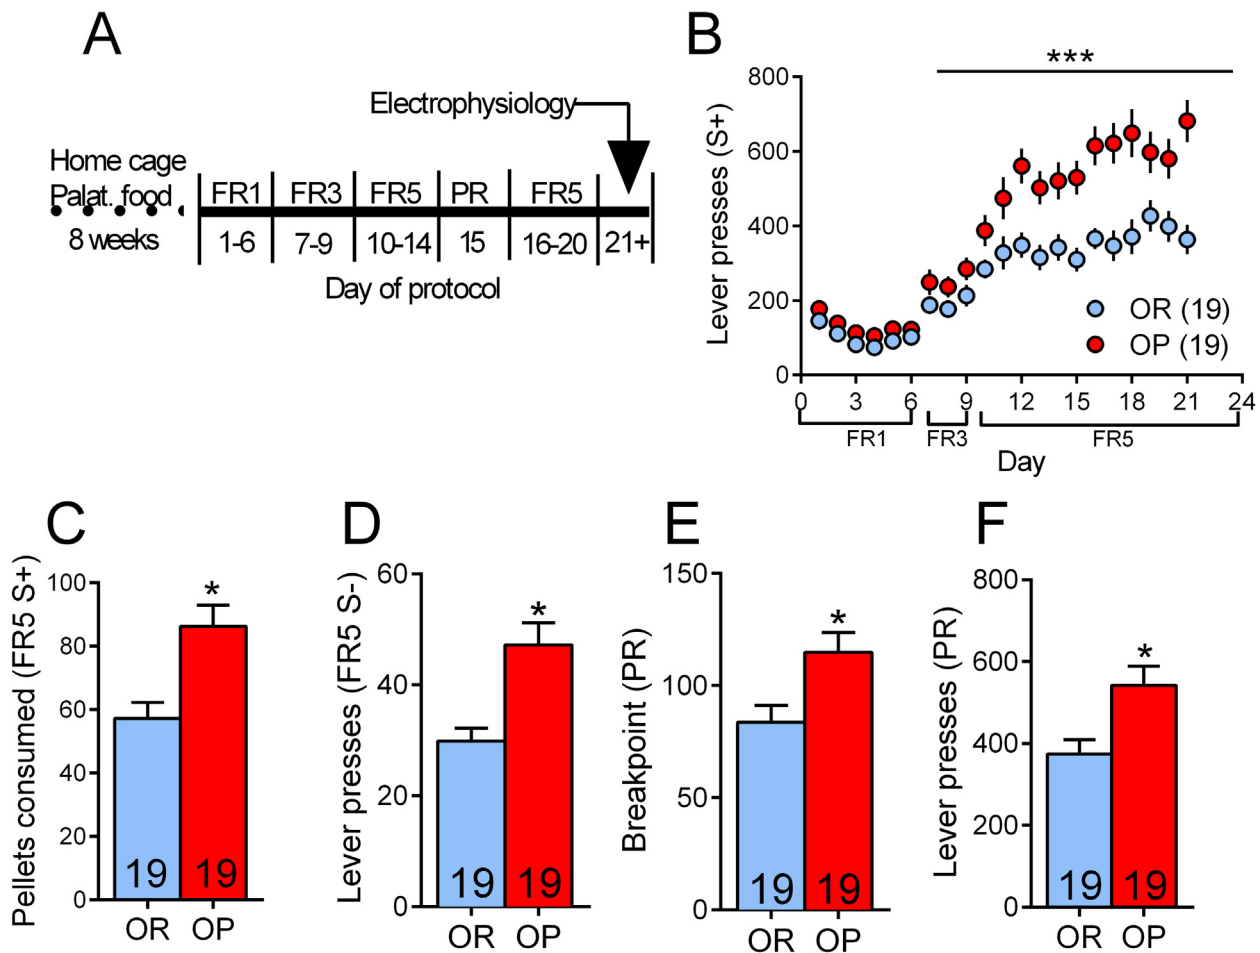 A
Electrophysiology
Home cage
Palat. food
FR1 FR3 FR5 PR FR5
8 weeks 1-6 7-9 10-14 15 16-20 21+
Day of protocol
B
***
Lever presses (S+)
800
600
400
200
0
OR (19)
OP (19)
0 3 6 9 12 15 18 21 24
FR1 FR3 FR5
Day
C
Pellets consumed (FR5 S+)
100
80
60
40
20
0
*
19 19
OR OP
D
Lever presses (FR5 S-)
60
40
20
0
*
19 19
OR OP
E
Breakpoint (PR)
150
100
50
0
*
19 19
OR OP
F
Lever presses (PR)
800
600
400
200
0
*
19 19
OR OP